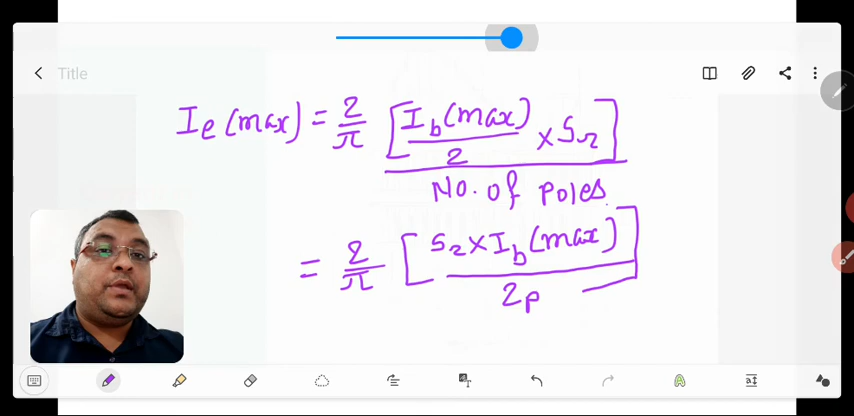 Title
Ie(max) = 2/π [Ib(max)/2 × S2] / No. of poles
= 2/π [S2 × Ib(max) / 2p]